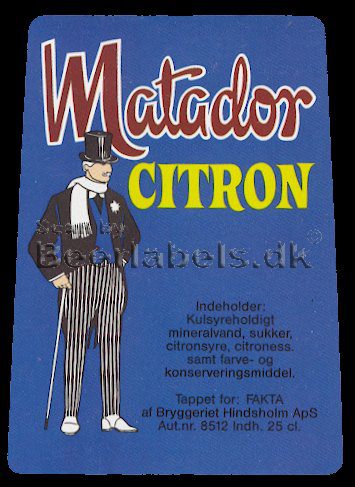 Matador
CITRON
Scan by
Beerlabels.dk
©
Indeholder:
Kulsyreholdigt
mineralvand, sukker,
citronsyre, citroness.
samt farve- og
konserveringsmiddel.
Tappet for: FAKTA
af Bryggeriet Hindsholm ApS
Aut.nr. 8512 Indh. 25 cl.